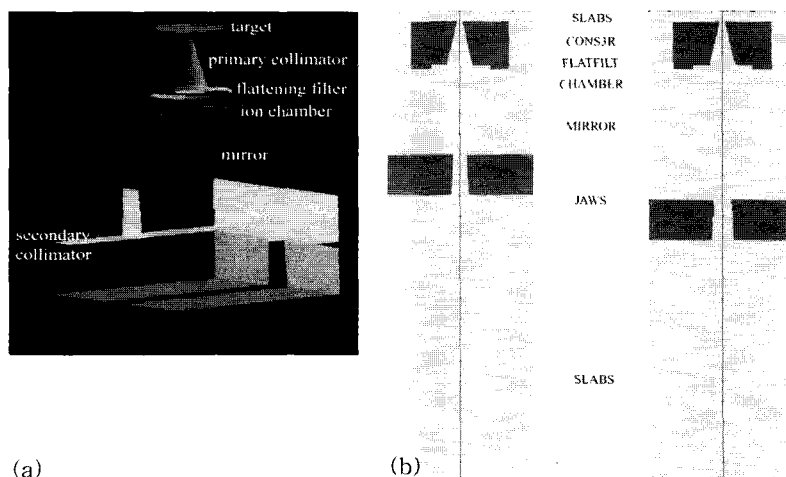 target
primary collimator
flattening filter
ion chamber
mirror
secondary
collimator
(a)
SLABS
CONS3R
FLATFILT
CHAMBER
MIRROR
JAWS
SLABS
(b)